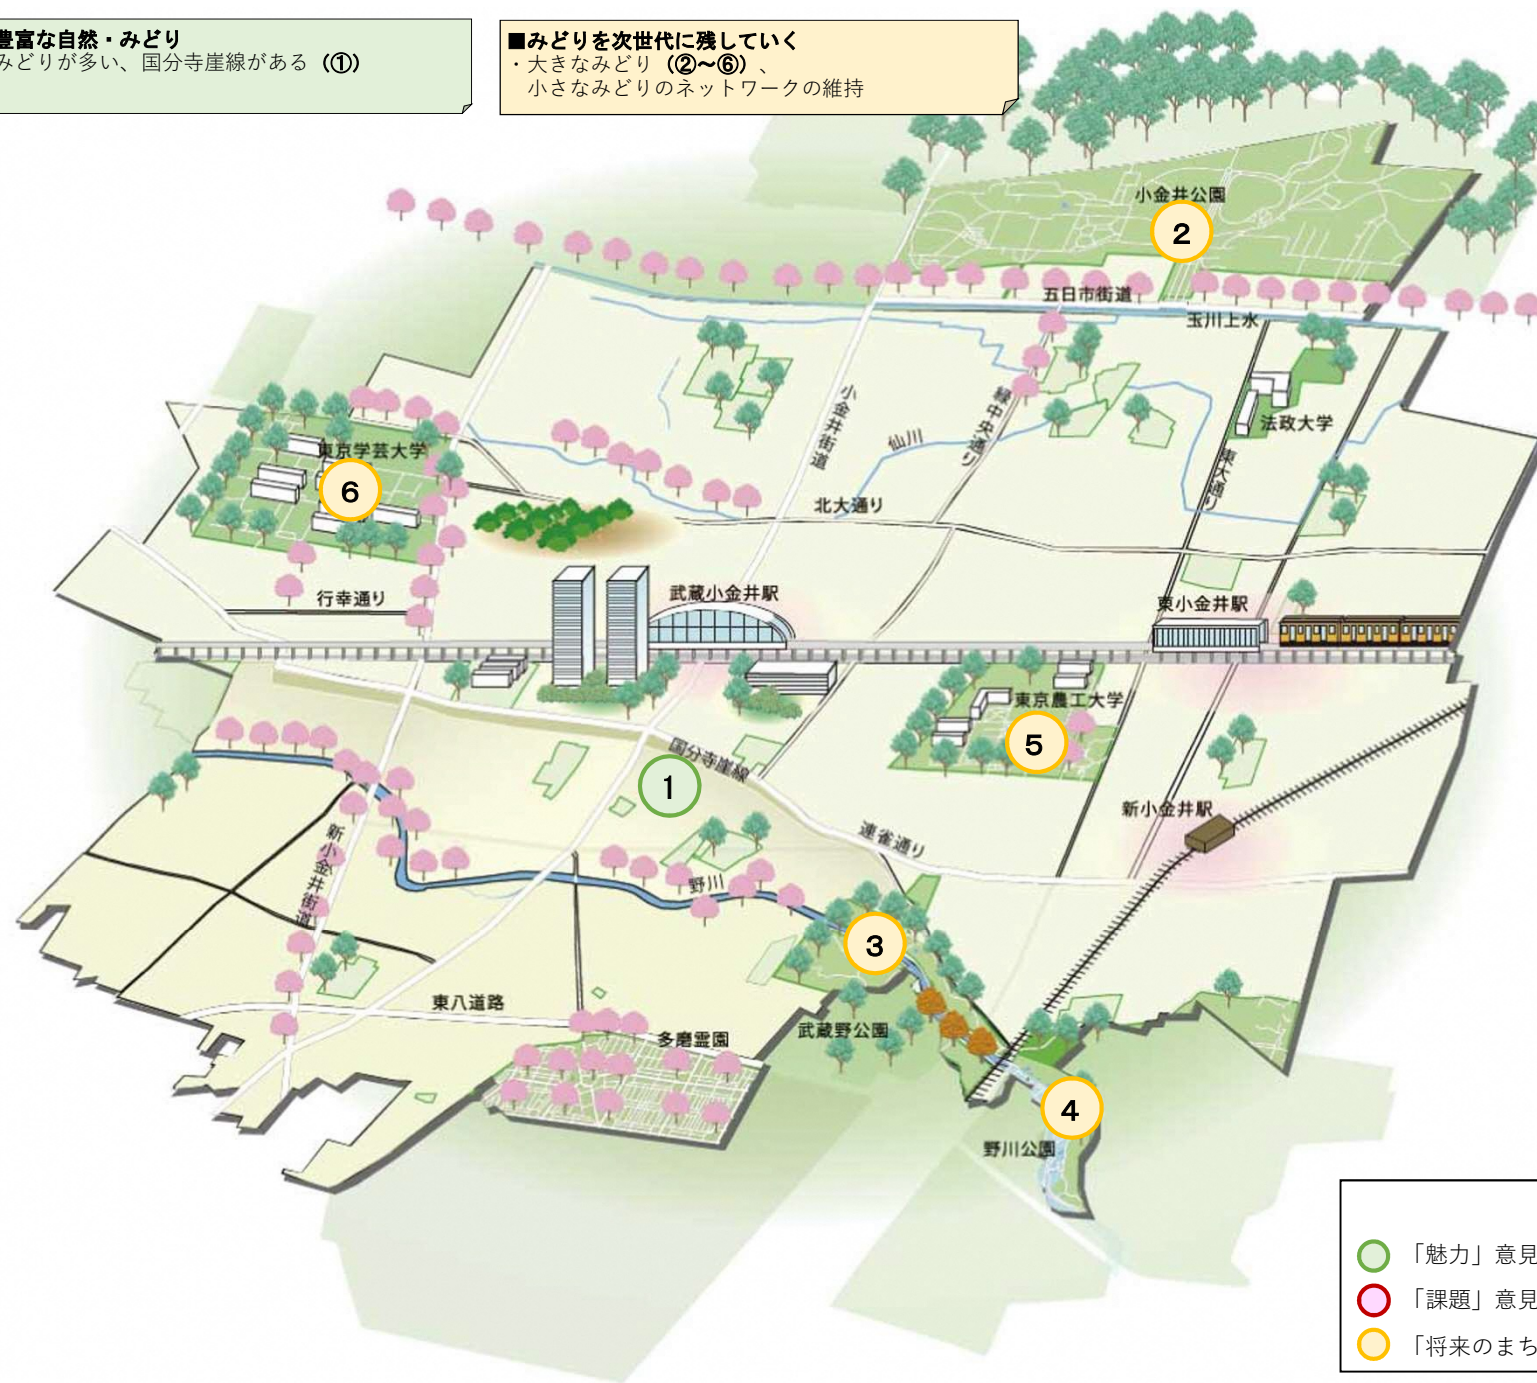 豊富な自然・みどり
みどりが多い、国分寺崖線がある（①）
■みどりを次世代に残していく
・大きなみどり（②～⑥）、
小さなみどりのネットワークの維持
小金井公園
2
五日市街道
玉川上水
小金井街道
緑中央通り
仙川
法政大学
東大通り
東京学芸大学
6
北大通り
行幸通り
武蔵小金井駅
東小金井駅
東京農工大学
5
国分寺崖線
1
新小金井駅
連雀通り
新小金井街道
野川
3
東八道路
武蔵野公園
多磨霊園
4
野川公園
「魅力」意見
「課題」意見
「将来のまち